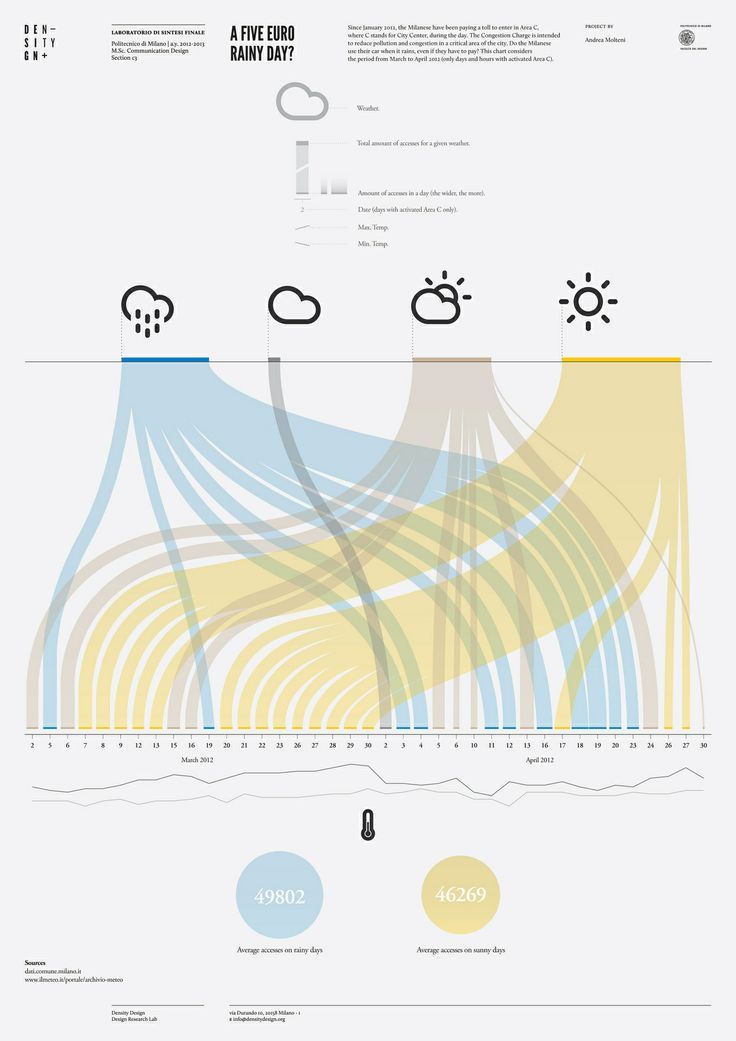 DEN–
SITY
GN+
LABORATORIO DI SINTESI FINALE
Politecnico di Milano | a.y. 2012-2013
M.Sc. Communication Design
Section c3
A FIVE EURO
RAINY DAY?
Since January 2012, the Milanese have been paying a toll to enter in Area C,
where C stands for City Center, during the day. The Congestion Charge is intended
to reduce pollution and congestion in a critical area of the city. Do the Milanese
use their car when it rains, even if they have to pay? This chart considers
the period from March to April 2012 (only days and hours with activated Area C).
PROJECT BY
Andrea Molteni
POLITECNICO DI MILANO
Weather.
Total amount of accesses for a given weather.
Amount of accesses in a day (the wider, the more).
2
Date (days with activated Area C only).
Max. Temp.
Min. Temp.
2 5 6 7 8 9 12 13 15 16 19 20 21 22 23 26 27 28 29 30 2 3 4 5 6 10 11 12 13 16 17 18 19 20 23 24 26 27 30
March 2012
April 2012
49802
46269
Average accesses on rainy days
Average accesses on sunny days
Sources
dati.comune.milano.it
www.ilmeteo.it/portale/archivio-meteo
Density Design
Design Research Lab
via Durando 10, 20158 Milano - I
E info@densitydesign.org